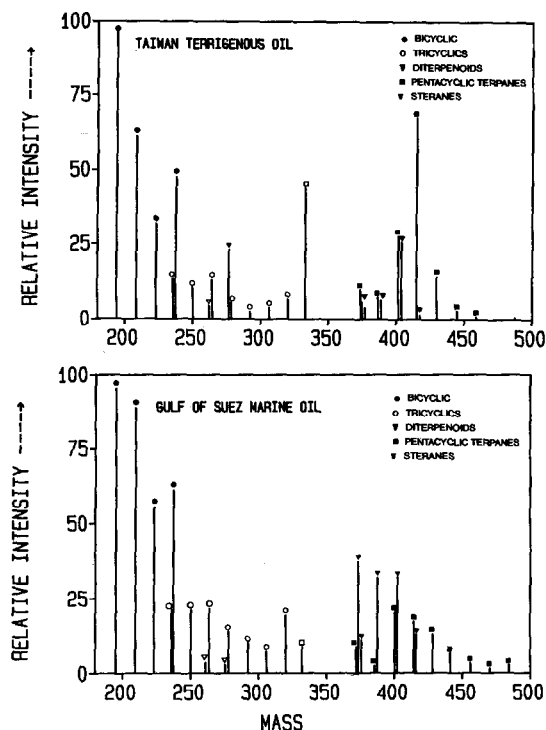 100
75
50
25
0
RELATIVE INTENSITY ---->
TAIWAN TERRIGENOUS OIL
BICYCLIC
TRICYCLICS
DITERPENOIDS
PENTACYCLIC TERPANES
STERANES
200 250 300 350 400 450 500
100
75
50
25
0
RELATIVE INTENSITY ---->
GULF OF SUEZ MARINE OIL
BICYCLIC
TRICYCLICS
DITERPENOIDS
PENTACYCLIC TERPANES
STERANES
200 250 300 350 400 450 500
MASS